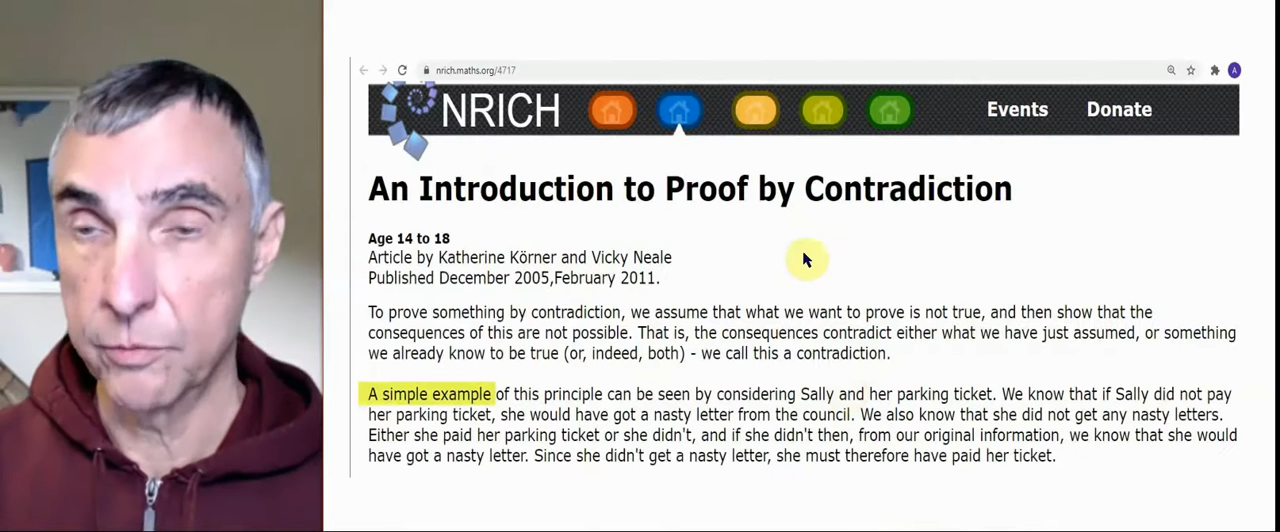 nrich.maths.org/4717
A
NRICH
Events Donate
An Introduction to Proof by Contradiction
Age 14 to 18
Article by Katherine Körner and Vicky Neale
Published December 2005,February 2011.
To prove something by contradiction, we assume that what we want to prove is not true, and then show that the
consequences of this are not possible. That is, the consequences contradict either what we have just assumed, or something
we already know to be true (or, indeed, both) - we call this a contradiction.
A simple example of this principle can be seen by considering Sally and her parking ticket. We know that if Sally did not pay
her parking ticket, she would have got a nasty letter from the council. We also know that she did not get any nasty letters.
Either she paid her parking ticket or she didn't, and if she didn't then, from our original information, we know that she would
have got a nasty letter. Since she didn't get a nasty letter, she must therefore have paid her ticket.